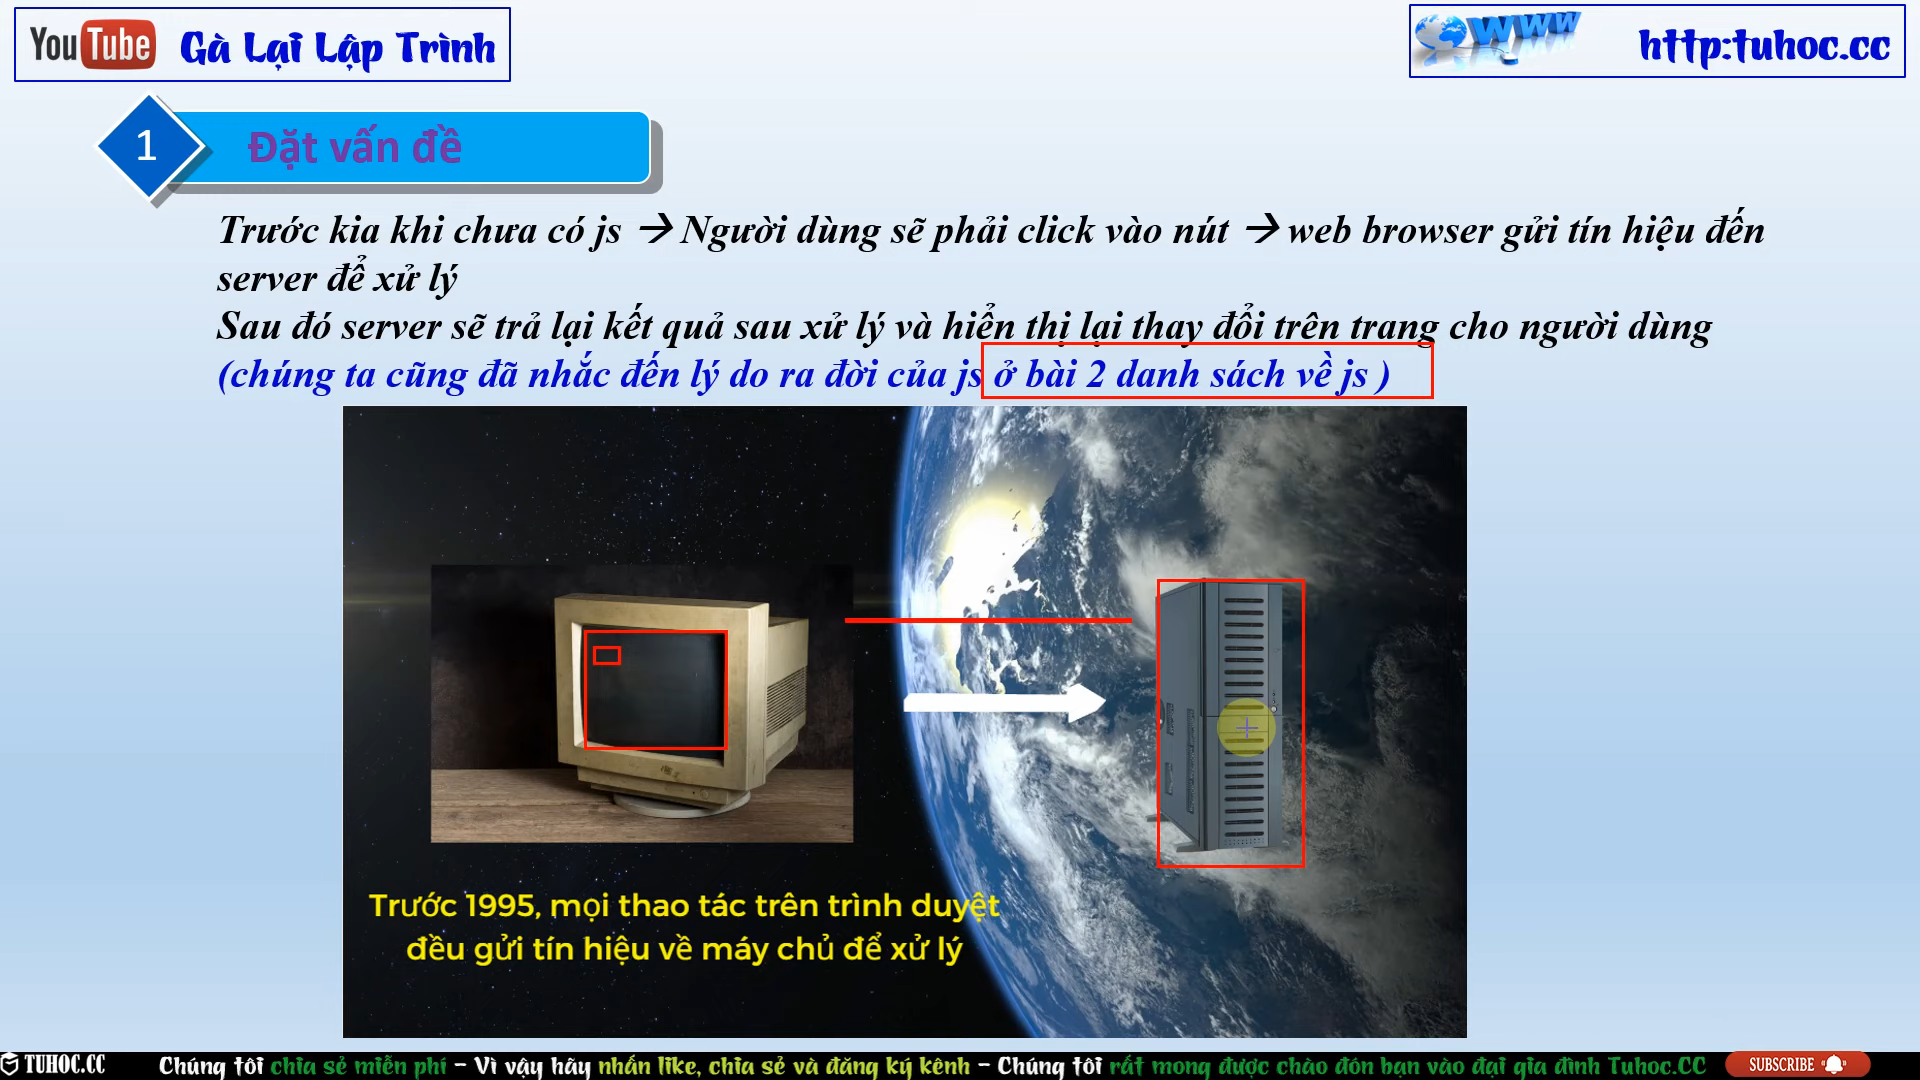 YouTube Gà Lại Lập Trình
WWW http:tuhoc.cc
1 Đặt vấn đề
Trước kia khi chưa có js → Người dùng sẽ phải click vào nút → web browser gửi tín hiệu đến
server để xử lý
Sau đó server sẽ trả lại kết quả sau xử lý và hiển thị lại thay đổi trên trang cho người dùng
(chúng ta cũng đã nhắc đến lý do ra đời của js ở bài 2 danh sách về js )
Trước 1995, mọi thao tác trên trình duyệt
đều gửi tín hiệu về máy chủ để xử lý
TUHOC.CC Chúng tôi chia sẻ miễn phí - Vì vậy hãy nhấn like, chia sẻ và đăng ký kênh - Chúng tôi rất mong được chào đón bạn vào đại gia đình Tuhoc.CC SUBSCRIBE